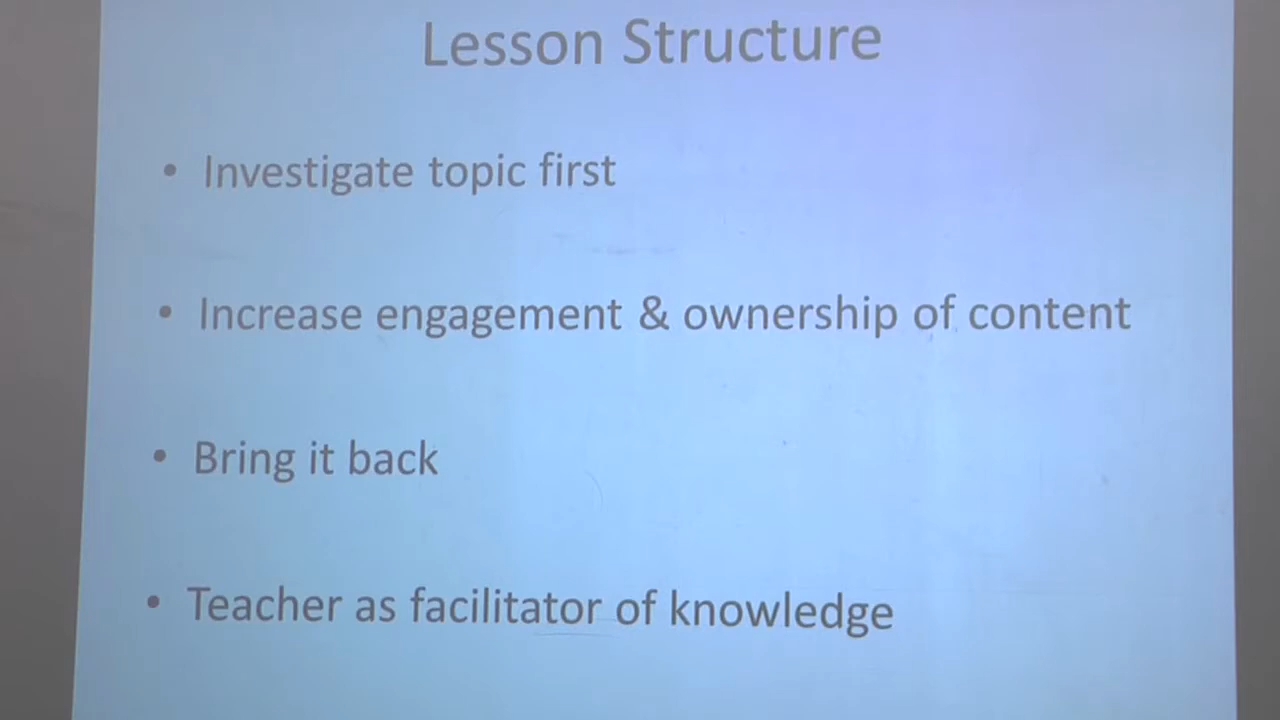 Lesson Structure
• Investigate topic first
• Increase engagement & ownership of content
• Bring it back
• Teacher as facilitator of knowledge